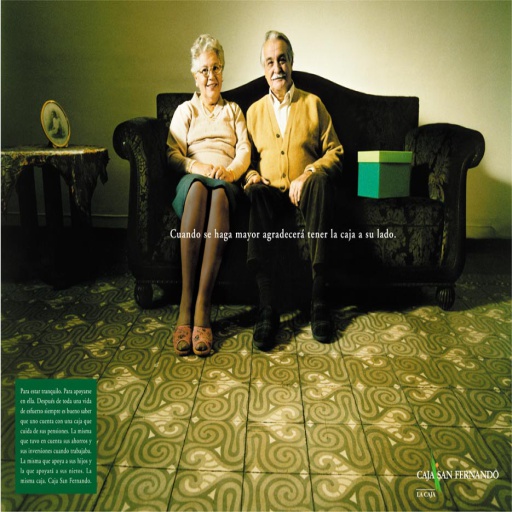 Cuando se haga mayor agradecerá tener la caja a su lado.
Para estar tranquilo. Para apoyarse
en ella. Después de toda una vida
de esfuerzo siempre es bueno saber
que uno cuenta con una caja que
cuida de sus pensiones. La misma
que tuvo en cuenta sus ahorros y
sus inversiones cuando trabajaba.
La misma que apoya a sus hijos y
la que apoyará a sus nietos. La
misma caja. Caja San Fernando.
CAJA SAN FERNANDO
LA CAJA